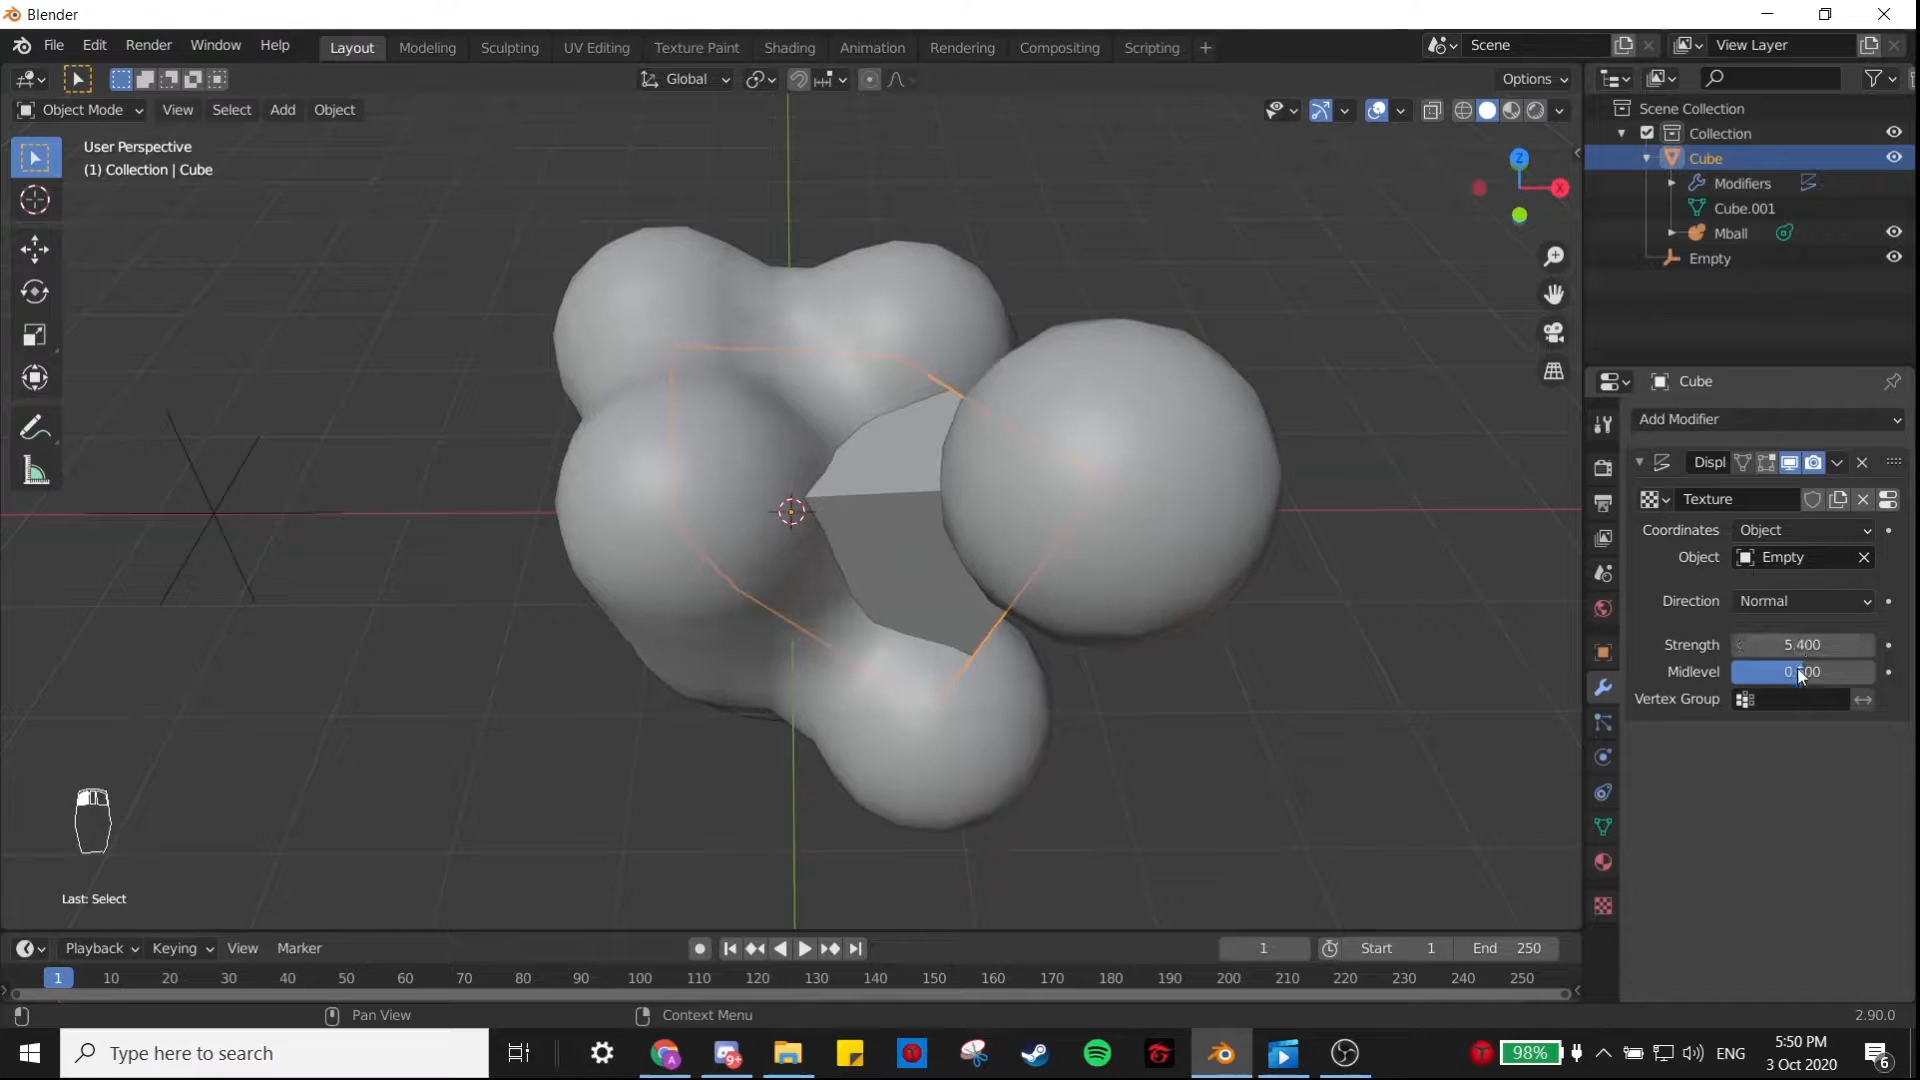 Blender
File Edit Render Window Help Layout Modeling Sculpting UV Editing Texture Paint Shading Animation Rendering Compositing Scripting + Scene View Layer
Global Options
Object Mode View Select Add Object
User Perspective
(1) Collection | Cube
Z
X
Scene Collection
Collection
Cube
Modifiers
Cube.001
Mball
Empty
Cube
Add Modifier
Displ
Texture
Coordinates Object
Object Empty
Direction Normal
Strength 5.400
Midlevel
Vertex Group
Last: Select
Playback Keying View Marker 1 Start 1 End 250
1 10 20 30 40 50 60 70 80 90 100 110 120 130 140 150 160 170 180 190 200 210 220 230 240 250
Pan View Context Menu 2.90.0
Type here to search 9+ 98% ENG 5:50 PM
3 Oct 2020 6